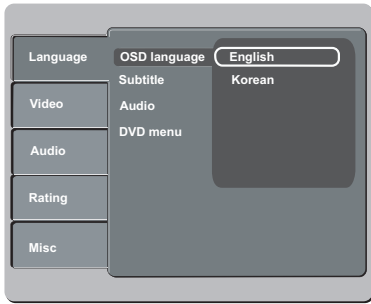 Language
Video
Audio
Rating
Misc
OSD language
Subtitle
Audio
DVD menu
English
Korean